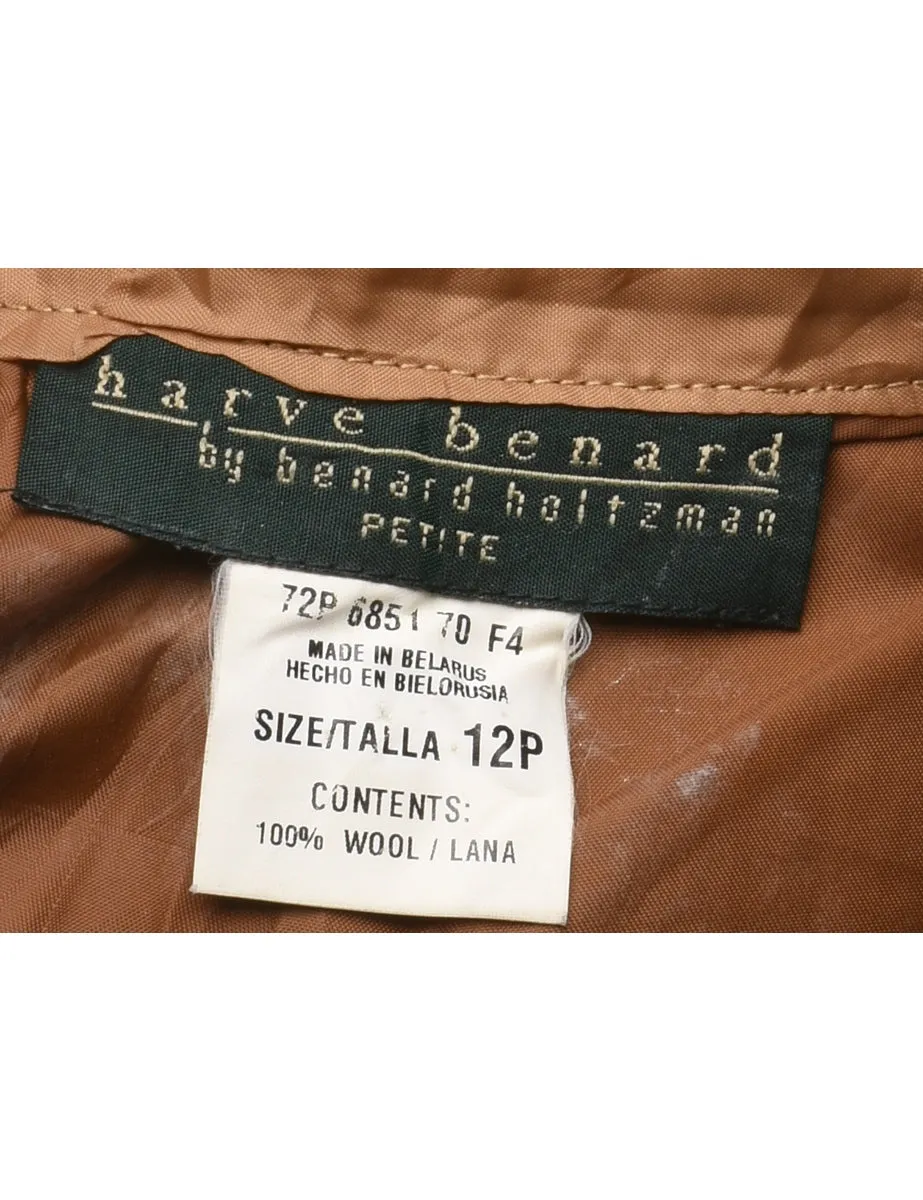 harve benard
by benard holtzman
PETITE
72P 6851 70 F4
MADE IN BELARUS
HECHO EN BIELORUSIA
SIZE/TALLA 12P
CONTENTS:
100% WOOL / LANA